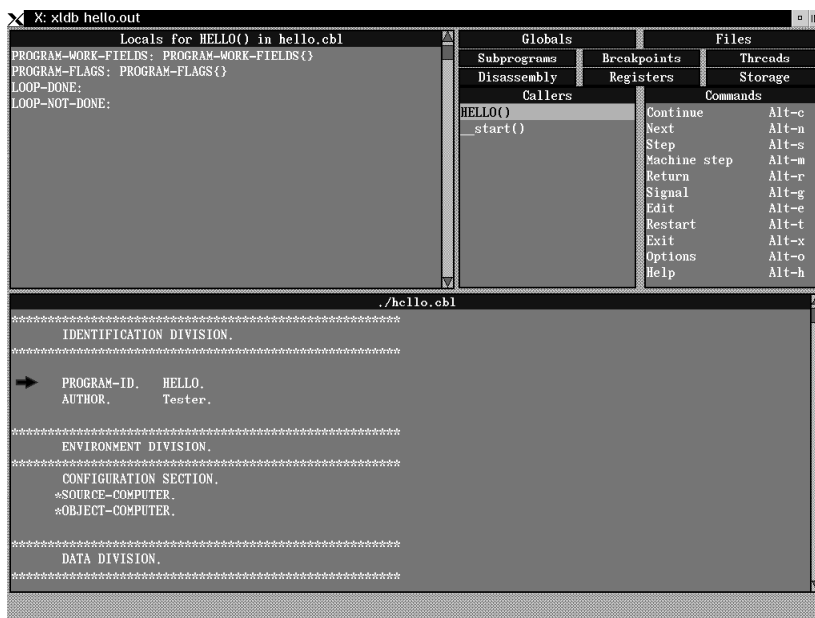 X: xldb hello.out
Locals for HELLO() in hello.cbl
PROGRAM-WORK-FIELDS: PROGRAM-WORK-FIELDS{}
PROGRAM-FLAGS: PROGRAM-FLAGS{}
LOOP-DONE:
LOOP-NOT-DONE:
Globals
Files
Subprograms
Breakpoints
Threads
Disassembly
Registers
Storage
Callers
HELLO()
__start()
Commands
Continue Alt-c
Next Alt-n
Step Alt-s
Machine step Alt-m
Return Alt-r
Signal Alt-g
Edit Alt-e
Restart Alt-t
Exit Alt-x
Options Alt-o
Help Alt-h
./hello.cbl
******************************************************
IDENTIFICATION DIVISION.
******************************************************
PROGRAM-ID. HELLO.
AUTHOR. Tester.
******************************************************
ENVIRONMENT DIVISION.
******************************************************
CONFIGURATION SECTION.
*SOURCE-COMPUTER.
*OBJECT-COMPUTER.
******************************************************
DATA DIVISION.
******************************************************